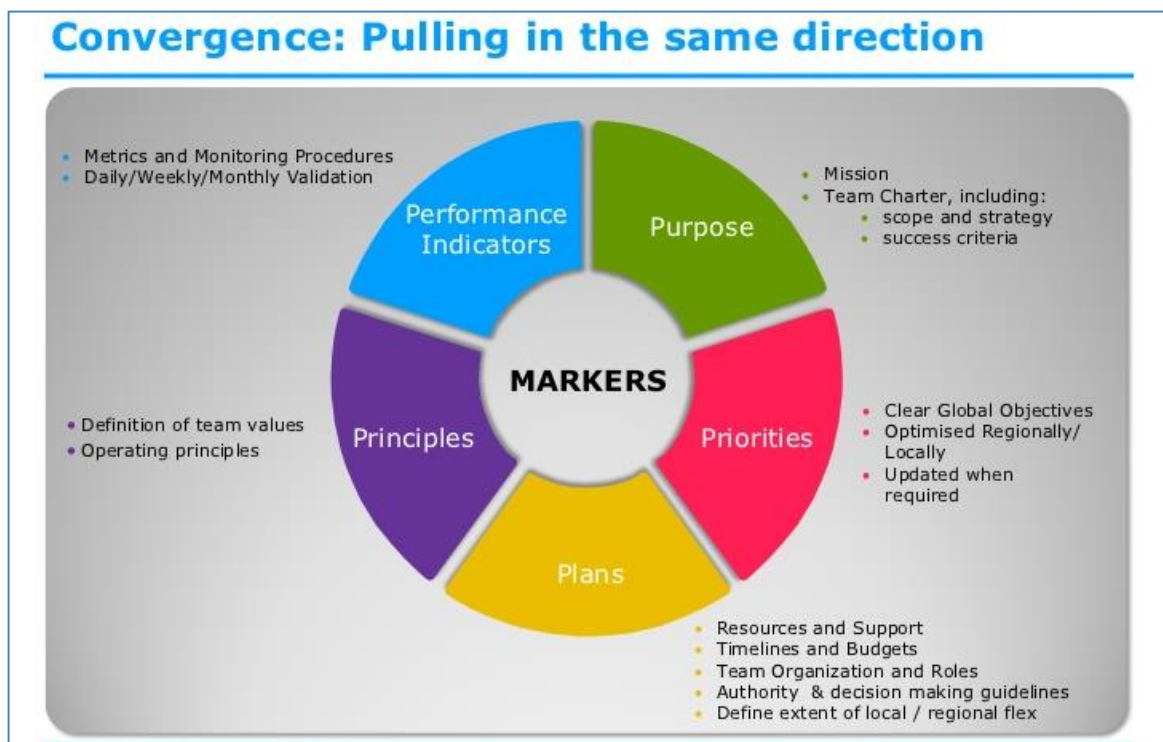 Convergence: Pulling in the same direction
• Metrics and Monitoring Procedures
• Daily/Weekly/Monthly Validation
Performance
Indicators
Purpose
• Mission
• Team Charter, including:
• scope and strategy
• success criteria
MARKERS
• Definition of team values
• Operating principles
Principles
Priorities
• Clear Global Objectives
• Optimised Regionally/
Locally
• Updated when
required
Plans
• Resources and Support
• Timelines and Budgets
• Team Organization and Roles
• Authority & decision making guidelines
• Define extent of local / regional flex